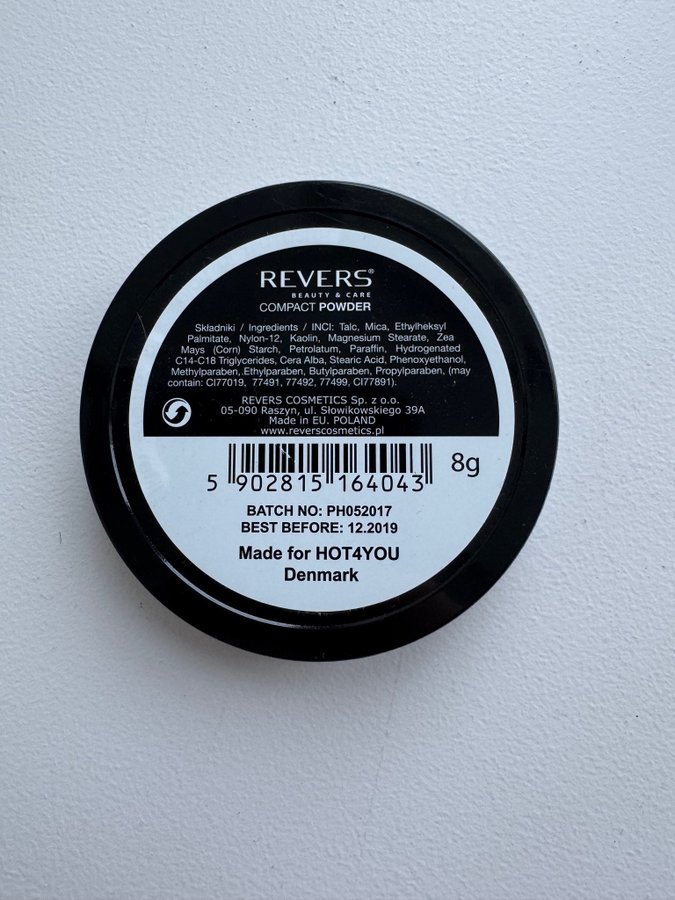 REVERS®
BEAUTY & CARE
COMPACT POWDER
Składniki / Ingredients / INCI: Talc, Mica, Ethylheksyl
Palmitate, Nylon-12, Kaolin, Magnesium Stearate, Zea
Mays (Corn) Starch, Petrolatum, Paraffin, Hydrogenated
C14-C18 Triglycerides, Cera Alba, Stearic Acid, Phenoxyethanol,
Methylparaben,.Ethylparaben, Butylparaben, Propylparaben, (may
contain: CI77019, 77491, 77492, 77499, CI77891).
REVERS COSMETICS Sp. z o.o.
05-090 Raszyn, ul. Słowikowskiego 39A
Made in EU. POLAND
www.reverscosmetics.pl
5 902815 164043
8g
BATCH NO: PH052017
BEST BEFORE: 12.2019
Made for HOT4YOU
Denmark